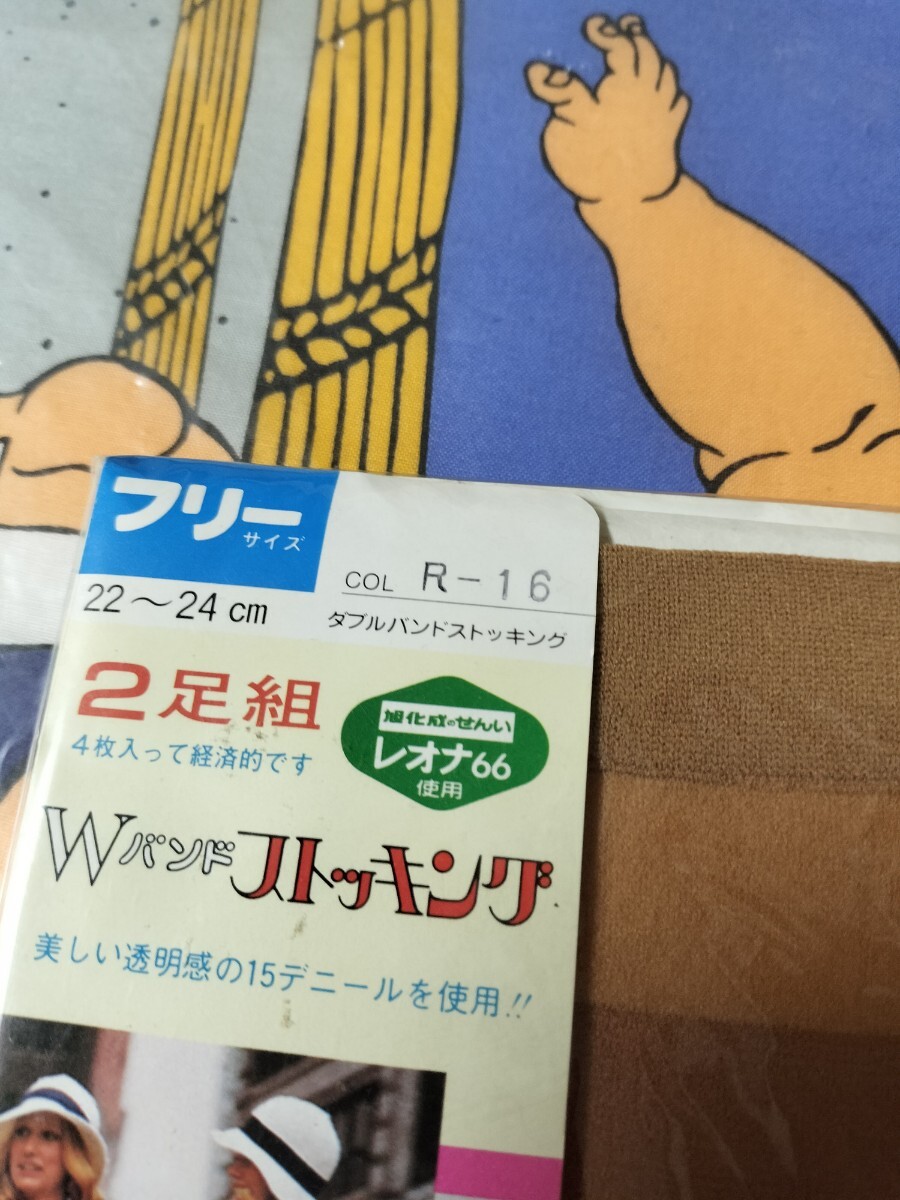 フリー
サイズ
22〜24cm
COL R-16
ダブルバンドストッキング
2足組
4枚入って経済的です
旭化成のせんい
レオナ66
使用
Wバンドストッキング
美しい透明感の15デニールを使用!!